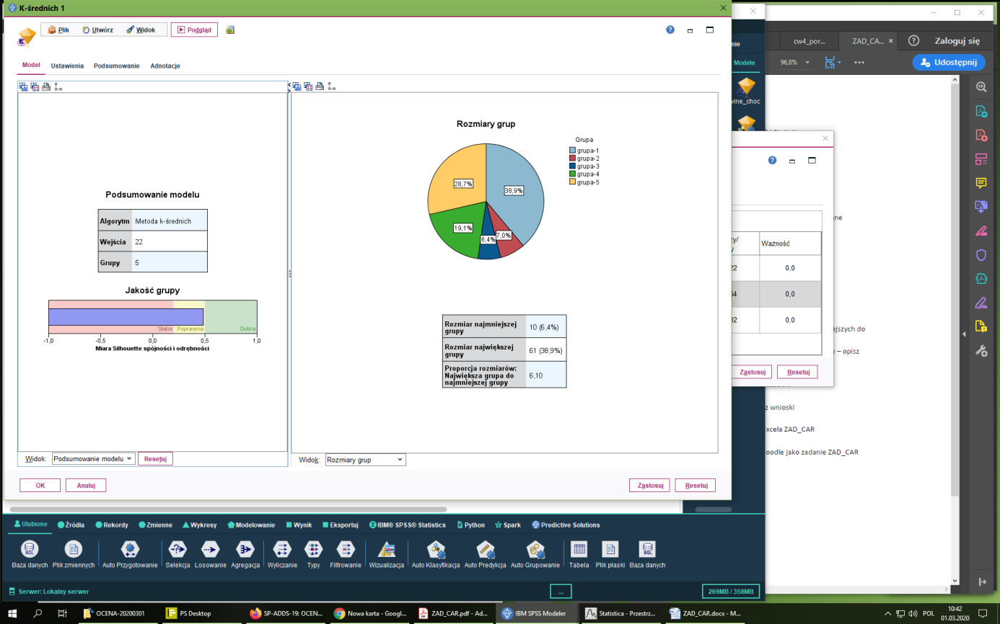 K-średnich 1
Plik Utwórz Widok Podgląd
Model Ustawienia Podsumowanie Adnotacje
Podsumowanie modelu
Algorytm Metoda k-średnich
Wejścia 22
Grupy 5
Jakość grupy
Słaba Poprawna Dobra
-1,0 -0,5 0,0 0,5 1,0
Miara Silhouette spójności i odrębności
Widok: Podsumowanie modelu Resetuj
Rozmiary grup
Grupa
grupa-1
grupa-2
grupa-3
grupa-4
grupa-5
28,7%
38,9%
19,1%
6,4%
7,0%
Rozmiar najmniejszej
grupy
10 (6,4%)
Rozmiar największej
grupy
61 (38,9%)
Proporcja rozmiarów:
Największa grupa do
najmniejszej grupy
6,10
Widok: Rozmiary grup
OK Anuluj Zastosuj Resetuj
nie
Modele
wine_choc
cw4_por... ZAD_CA... × Zaloguj się
96,8% Udostępnij
zy/
y
Ważność
22 0,0
54 0,0
32 0,0
Zastosuj Resetuj
ane
ejszych do
y – opisz
z wnioski
xcela ZAD_CAR
oodle jako zadanie ZAD_CAR
Ulubione Źródła Rekordy Zmienne Wykresy Modelowanie Wynik Eksportuj IBM® SPSS® Statistics Python Spark Predictive Solutions
SQL SQL
Baza danych Plik zmiennych Auto Przygotowanie Selekcja Losowanie Agregacja Wyliczanie Typy Filtrowanie Wizualizacja Auto Klasyfikacja Auto Predykcja Auto Grupowanie Tabela Plik płaski Baza danych
Serwer: Lokalny serwer ... 269MB / 358MB
OCENA-20200301 PS Desktop SP-ADDS-19: OCEN... Nowa karta - Googl... ZAD_CAR.pdf - Ad... IBM SPSS Modeler Statistica - Przestrz... ZAD_CAR.docx - M... POL 10:42
01.03.2020